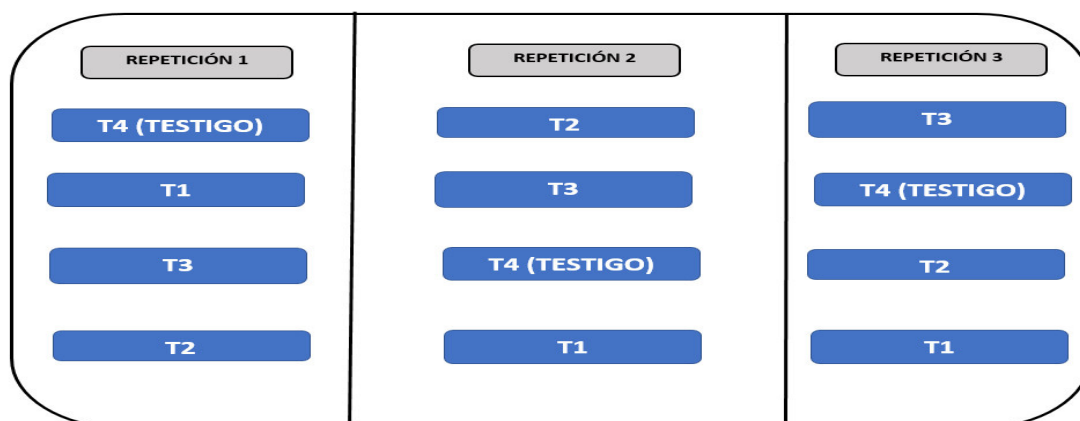 REPETICIÓN 1
T4 (TESTIGO)
T1
T3
T2
REPETICIÓN 2
T2
T3
T4 (TESTIGO)
T1
REPETICIÓN 3
T3
T4 (TESTIGO)
T2
T1